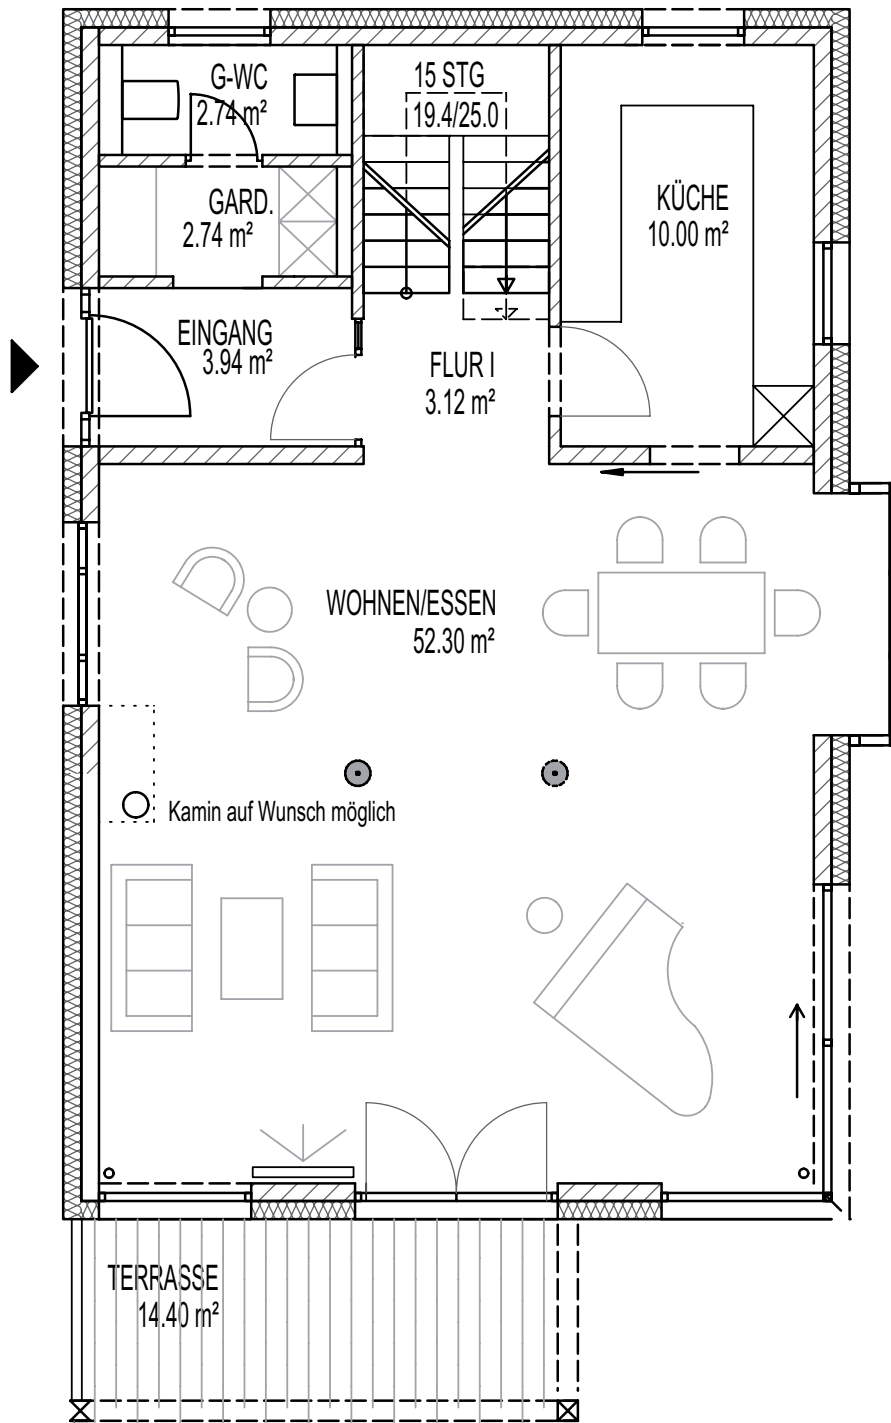 G-WC
2.74 m²
15 STG
19.4/25.0
GARD.
2.74 m²
KÜCHE
10.00 m²
EINGANG
3.94 m²
FLUR I
3.12 m²
WOHNEN/ESSEN
52.30 m²
Kamin auf Wunsch möglich
TERRASSE
14.40 m²